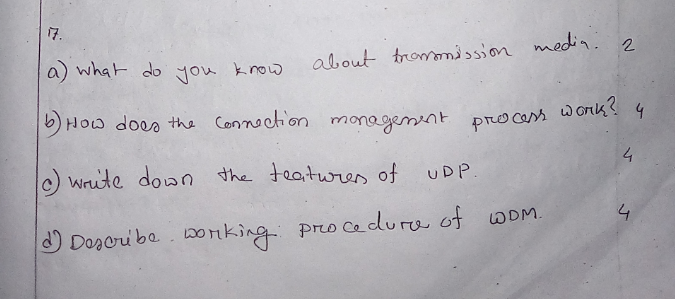 17.
a) What do you know about transmission media. 2
b) How does the connection management process work? 4
c) Write down the features of UDP. 4
d) Describe working procedure of WDM. 4